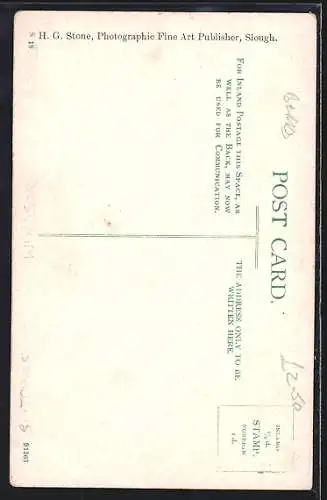 S 18
H. G. Stone, Photographic Fine Art Publisher, Slough.
POST CARD.
FOR INLAND POSTAGE THIS SPACE, AS
WELL AS THE BACK, MAY NOW
BE USED FOR COMMUNICATION.
THE ADDRESS ONLY TO BE
WRITTEN HERE.
INLAND
½d.
STAMP.
FOREIGN
1d.
£2.50
91367